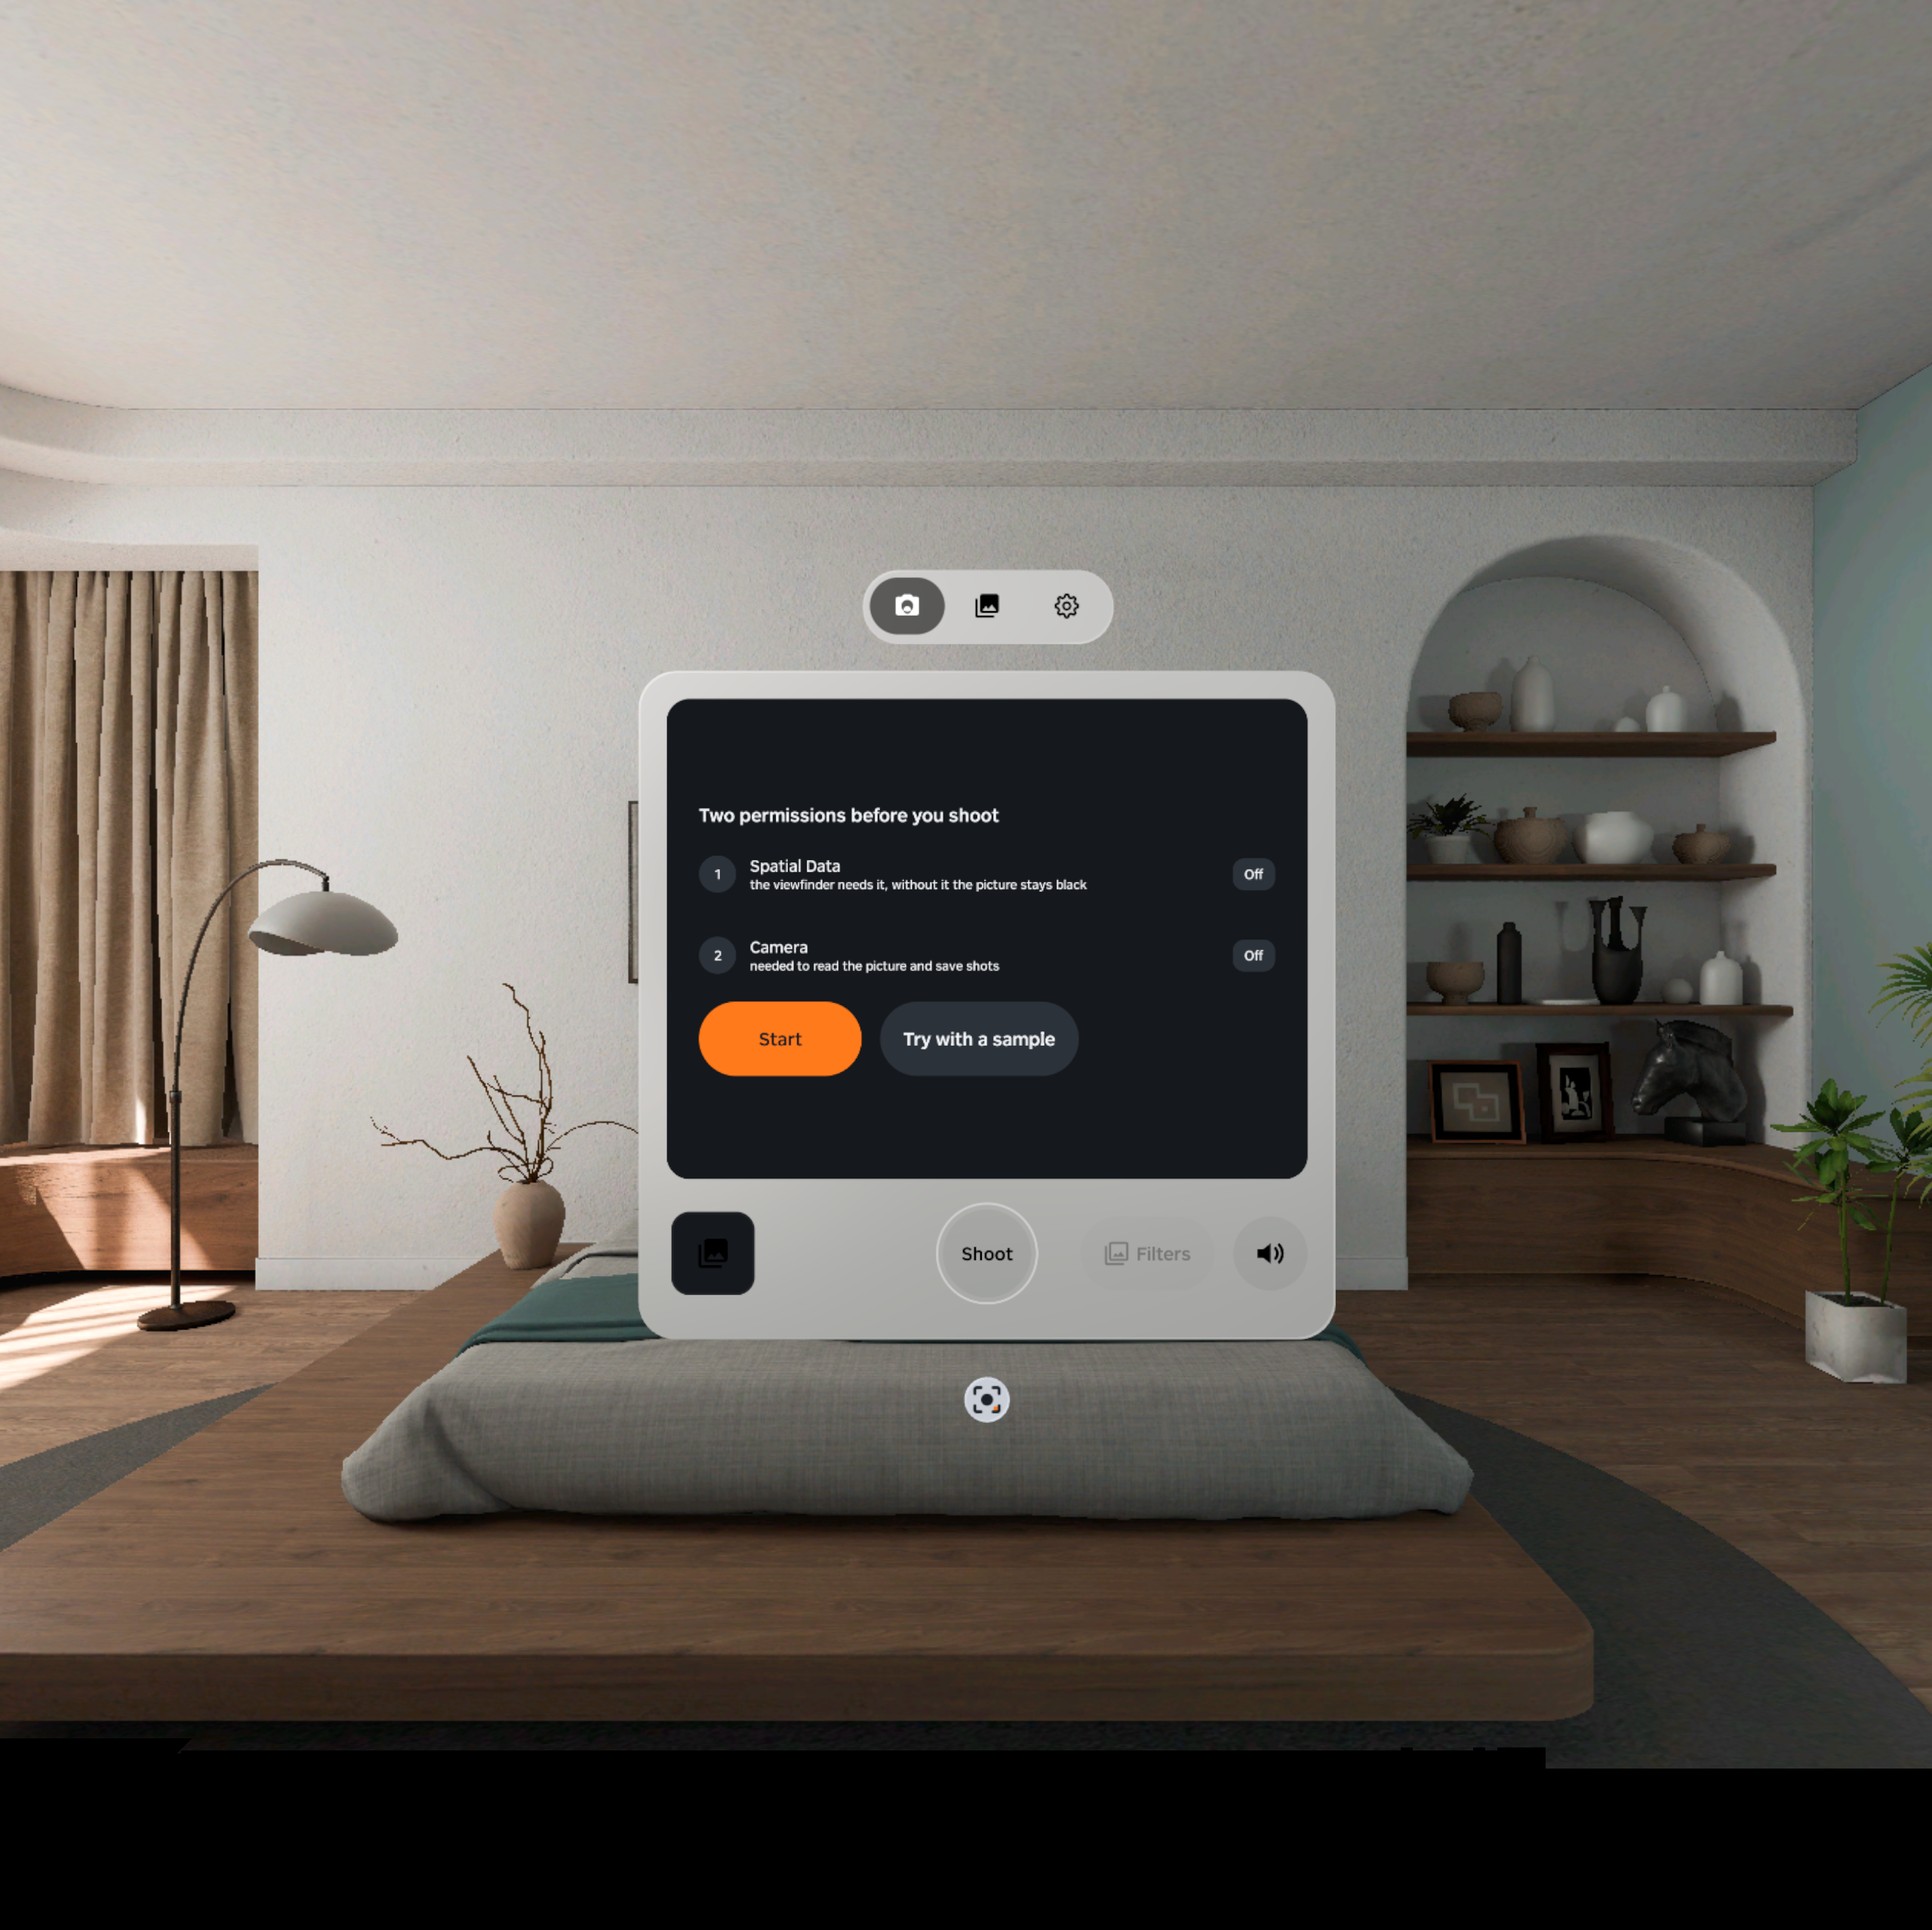 Two permissions before you shoot
1
Spatial Data
the viewfinder needs it, without it the picture stays black
Off
2
Camera
needed to read the picture and save shots
Off
Start
Try with a sample
Shoot
Filters